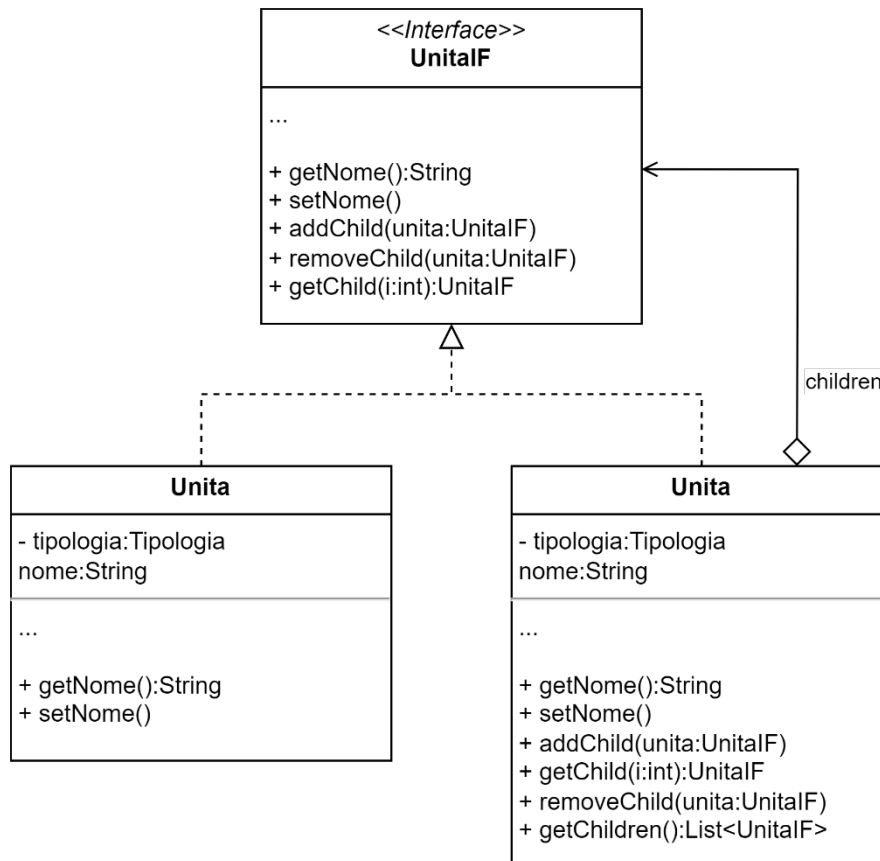 <<Interface>>
UnitaIF
...
+ getNome():String
+ setNome()
+ addChild(unita:UnitaIF)
+ removeChild(unita:UnitaIF)
+ getChild(i:int):UnitaIF
children
Unita
- tipologia:Tipologia
nome:String
...
+ getNome():String
+ setNome()
Unita
- tipologia:Tipologia
nome:String
...
+ getNome():String
+ setNome()
+ addChild(unita:UnitaIF)
+ getChild(i:int):UnitaIF
+ removeChild(unita:UnitaIF)
+ getChildren():List<UnitaIF>